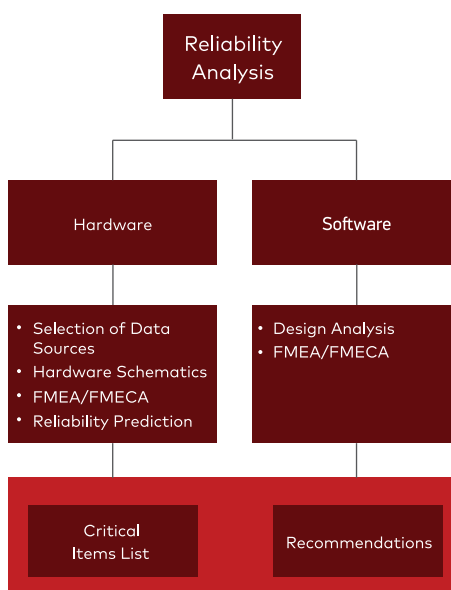 Reliability
Analysis
Hardware
Software
• Selection of Data
Sources
• Hardware Schematics
• FMEA/FMECA
• Reliability Prediction
• Design Analysis
• FMEA/FMECA
Critical
Items List
Recommendations